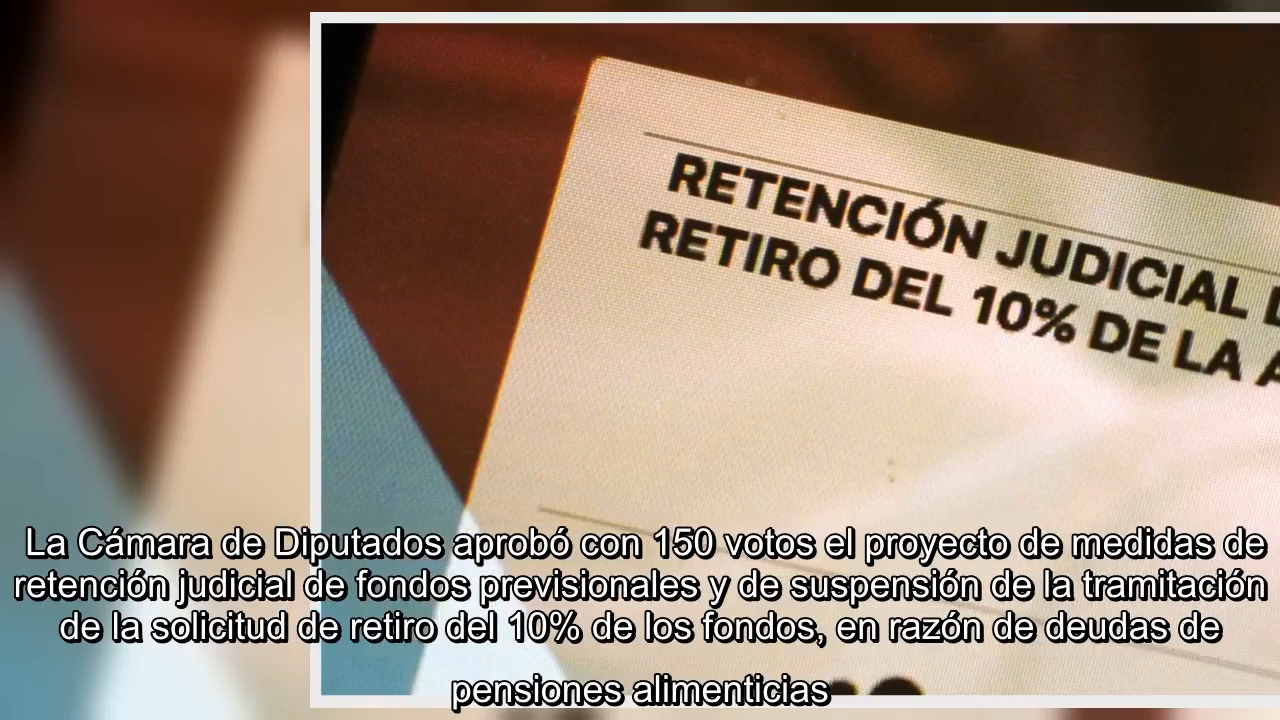 RETENCIÓN JUDICIAL
RETIRO DEL 10% DE LA
La Cámara de Diputados aprobó con 150 votos el proyecto de medidas de
retención judicial de fondos previsionales y de suspensión de la tramitación
de la solicitud de retiro del 10% de los fondos, en razón de deudas de
pensiones alimenticias